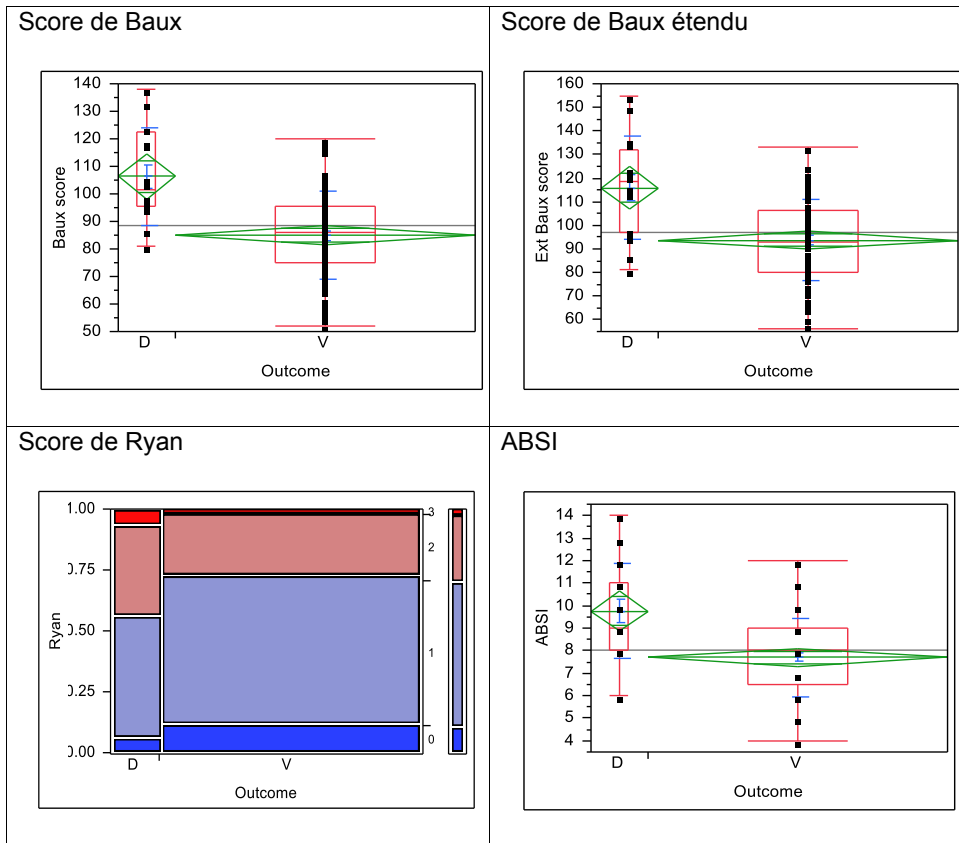 Score de Baux
140
130
120
110
100
90
80
70
60
50
Baux score
D
V
Outcome
Score de Baux étendu
160
150
140
130
120
110
100
90
80
70
60
Ext Baux score
D
V
Outcome
Score de Ryan
1.00
0.75
0.50
0.25
0.00
Ryan
3
2
1
0
D
V
Outcome
ABSI
14
13
12
11
10
9
8
7
6
5
4
ABSI
D
V
Outcome